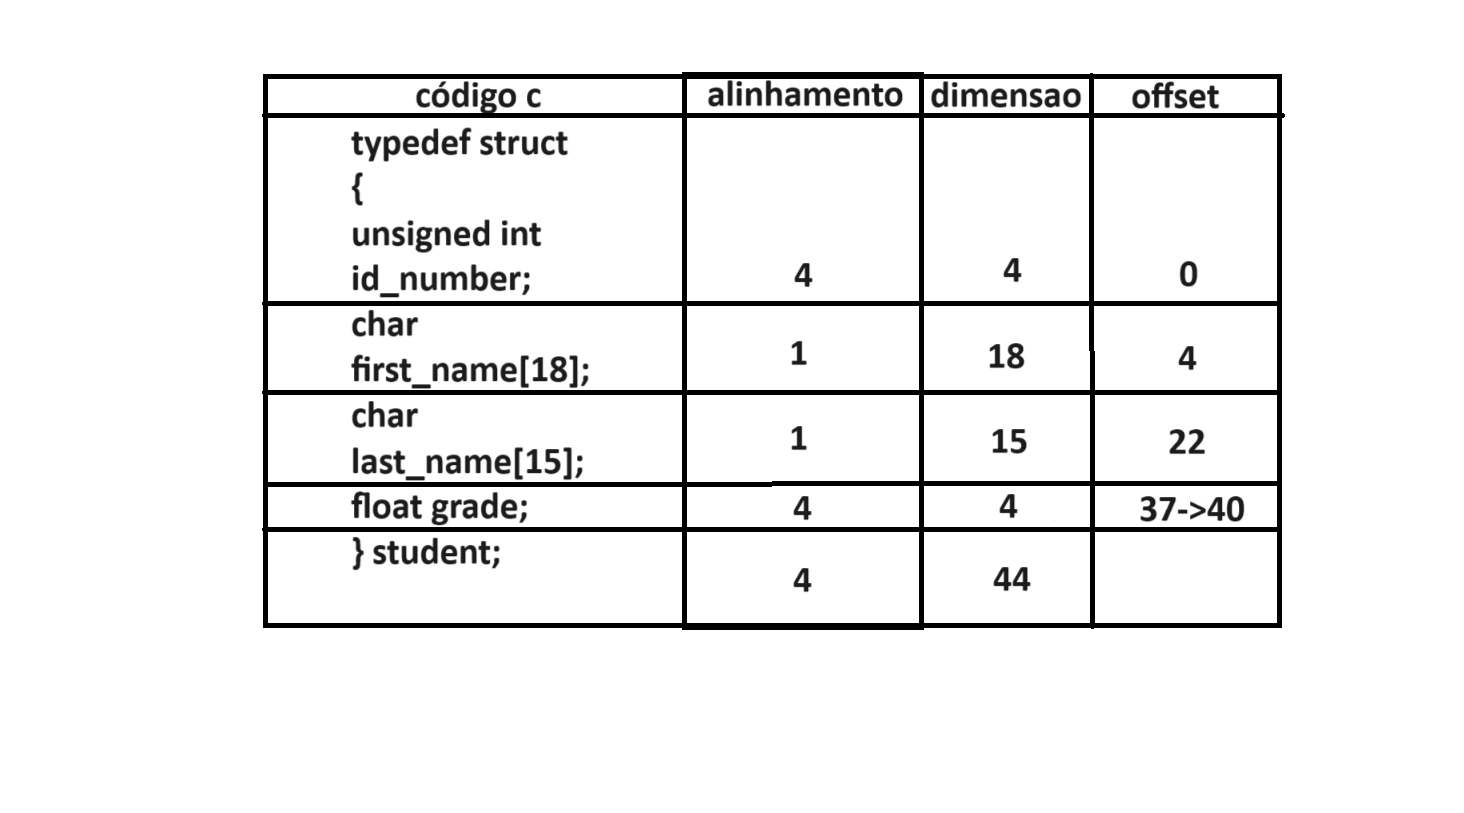 código c alinhamento dimensao offset
typedef struct
{
unsigned int
id_number; 4 4 0
char
first_name[18]; 1 18 4
char
last_name[15]; 1 15 22
float grade; 4 4 37->40
} student;
4 44